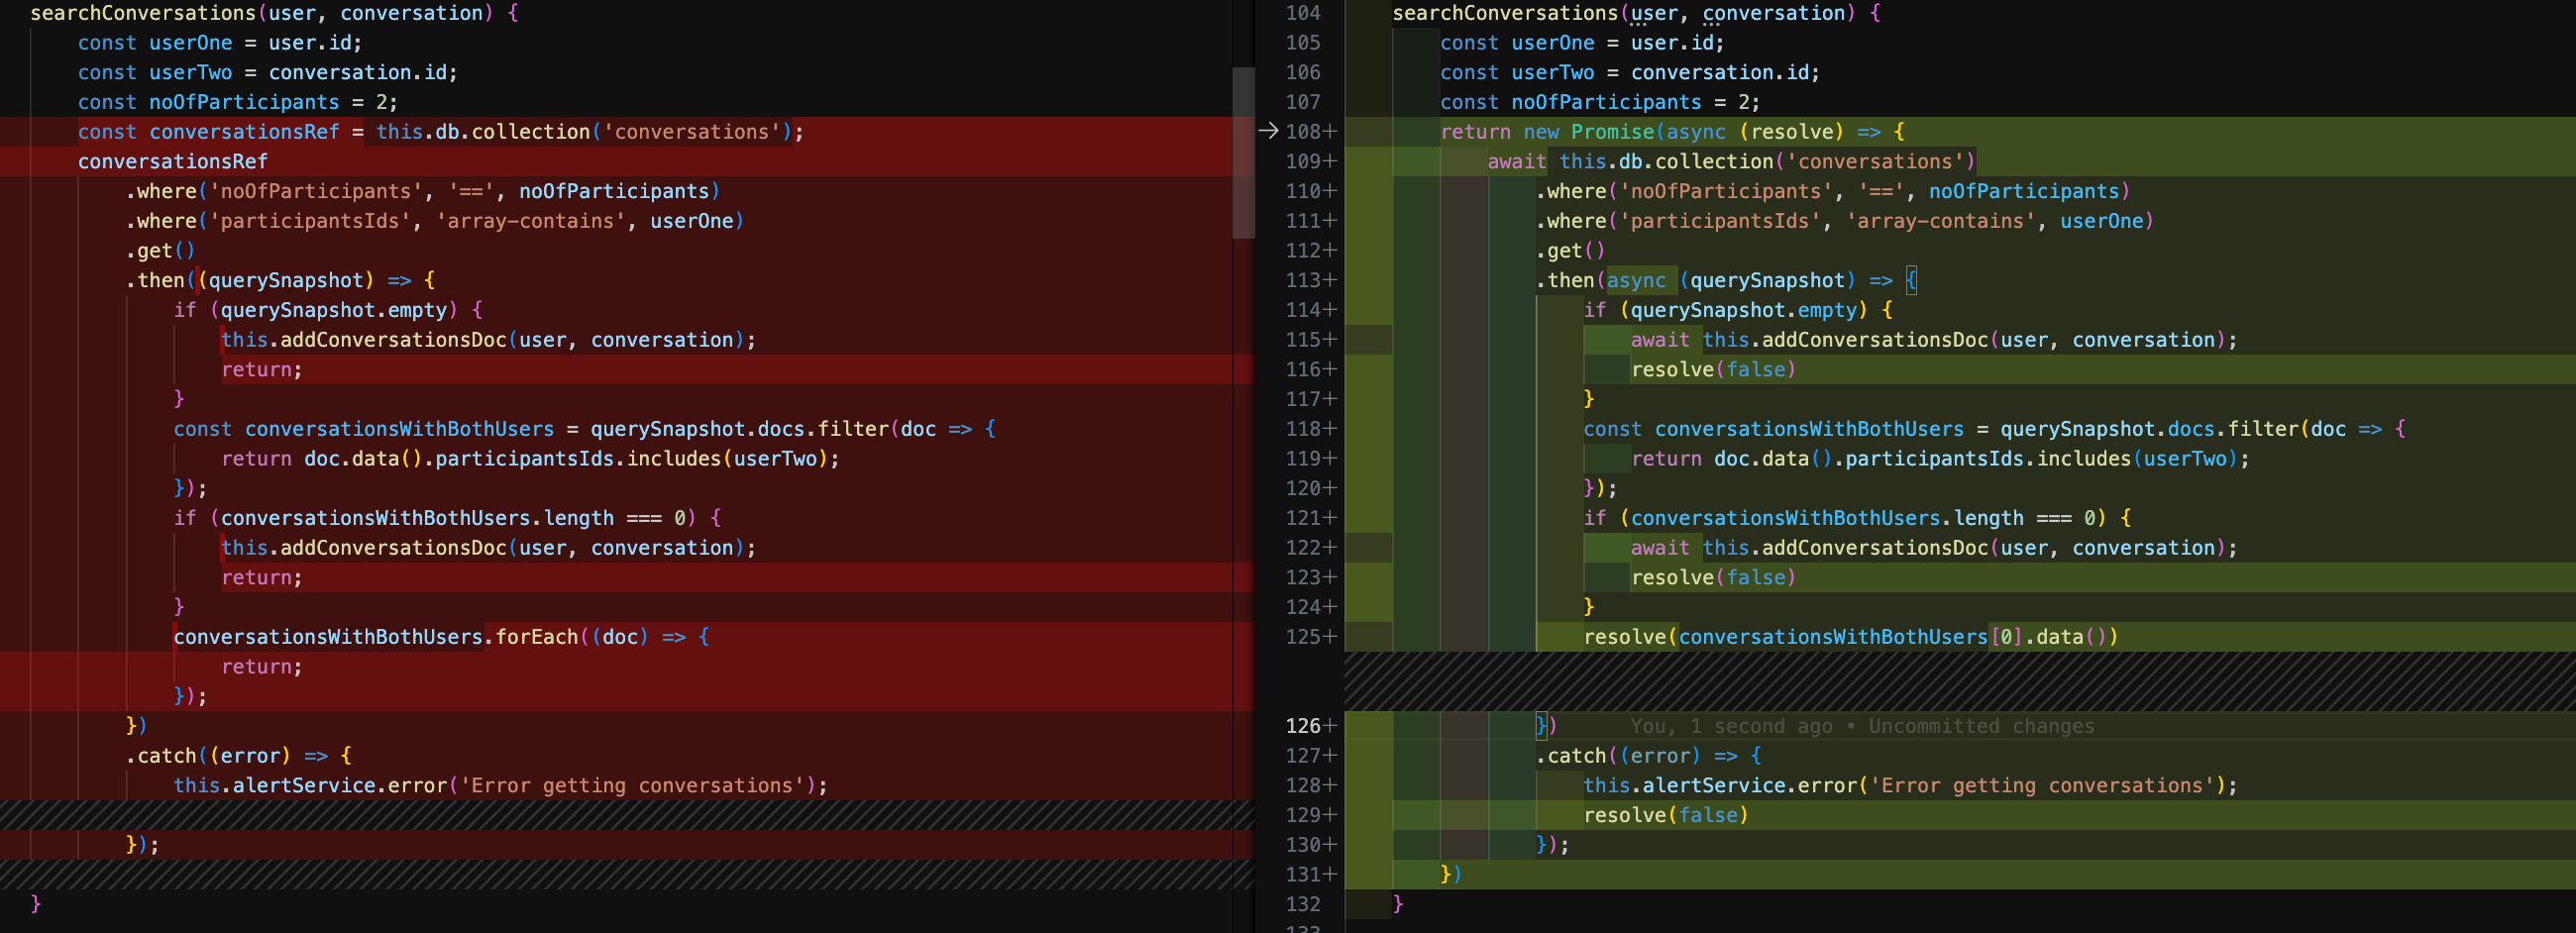 searchConversations(user, conversation) {
const userOne = user.id;
const userTwo = conversation.id;
const noOfParticipants = 2;
const conversationsRef = this.db.collection('conversations');
conversationsRef
.where('noOfParticipants', '==', noOfParticipants)
.where('participantsIds', 'array-contains', userOne)
.get()
.then((querySnapshot) => {
if (querySnapshot.empty) {
this.addConversationsDoc(user, conversation);
return;
}
const conversationsWithBothUsers = querySnapshot.docs.filter(doc => {
return doc.data().participantsIds.includes(userTwo);
});
if (conversationsWithBothUsers.length === 0) {
this.addConversationsDoc(user, conversation);
return;
}
conversationsWithBothUsers.forEach((doc) => {
return;
});
})
.catch((error) => {
this.alertService.error('Error getting conversations');
});
}
104 searchConversations(user, conversation) {
105 const userOne = user.id;
106 const userTwo = conversation.id;
107 const noOfParticipants = 2;
→ 108+ return new Promise(async (resolve) => {
109+ await this.db.collection('conversations')
110+ .where('noOfParticipants', '==', noOfParticipants)
111+ .where('participantsIds', 'array-contains', userOne)
112+ .get()
113+ .then(async (querySnapshot) => {
114+ if (querySnapshot.empty) {
115+ await this.addConversationsDoc(user, conversation);
116+ resolve(false)
117+ }
118+ const conversationsWithBothUsers = querySnapshot.docs.filter(doc => {
119+ return doc.data().participantsIds.includes(userTwo);
120+ });
121+ if (conversationsWithBothUsers.length === 0) {
122+ await this.addConversationsDoc(user, conversation);
123+ resolve(false)
124+ }
125+ resolve(conversationsWithBothUsers[0].data())
126+ }) You, 1 second ago • Uncommitted changes
127+ .catch((error) => {
128+ this.alertService.error('Error getting conversations');
129+ resolve(false)
130+ });
131+ })
132 }